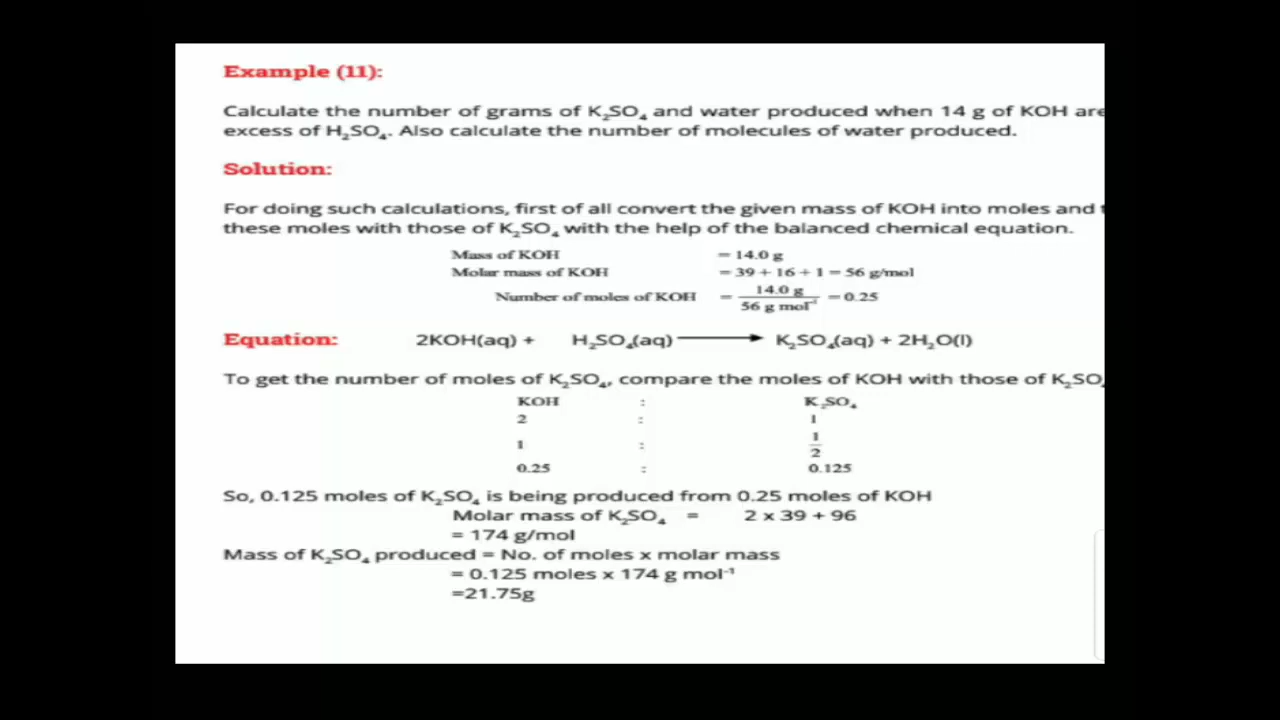 Example (11):
Calculate the number of grams of K₂SO₄ and water produced when 14 g of KOH are
excess of H₂SO₄. Also calculate the number of molecules of water produced.
Solution:
For doing such calculations, first of all convert the given mass of KOH into moles and
these moles with those of K₂SO₄ with the help of the balanced chemical equation.
Mass of KOH = 14.0 g
Molar mass of KOH = 39 + 16 + 1 = 56 g/mol
Number of moles of KOH = 14.0 g / 56 g mol⁻¹ = 0.25
Equation: 2KOH(aq) + H₂SO₄(aq) ⟶ K₂SO₄(aq) + 2H₂O(l)
To get the number of moles of K₂SO₄, compare the moles of KOH with those of K₂SO₄
KOH : K₂SO₄
2 : 1
1 : 1/2
0.25 : 0.125
So, 0.125 moles of K₂SO₄ is being produced from 0.25 moles of KOH
Molar mass of K₂SO₄ = 2 x 39 + 96
= 174 g/mol
Mass of K₂SO₄ produced = No. of moles x molar mass
= 0.125 moles x 174 g mol⁻¹
=21.75g